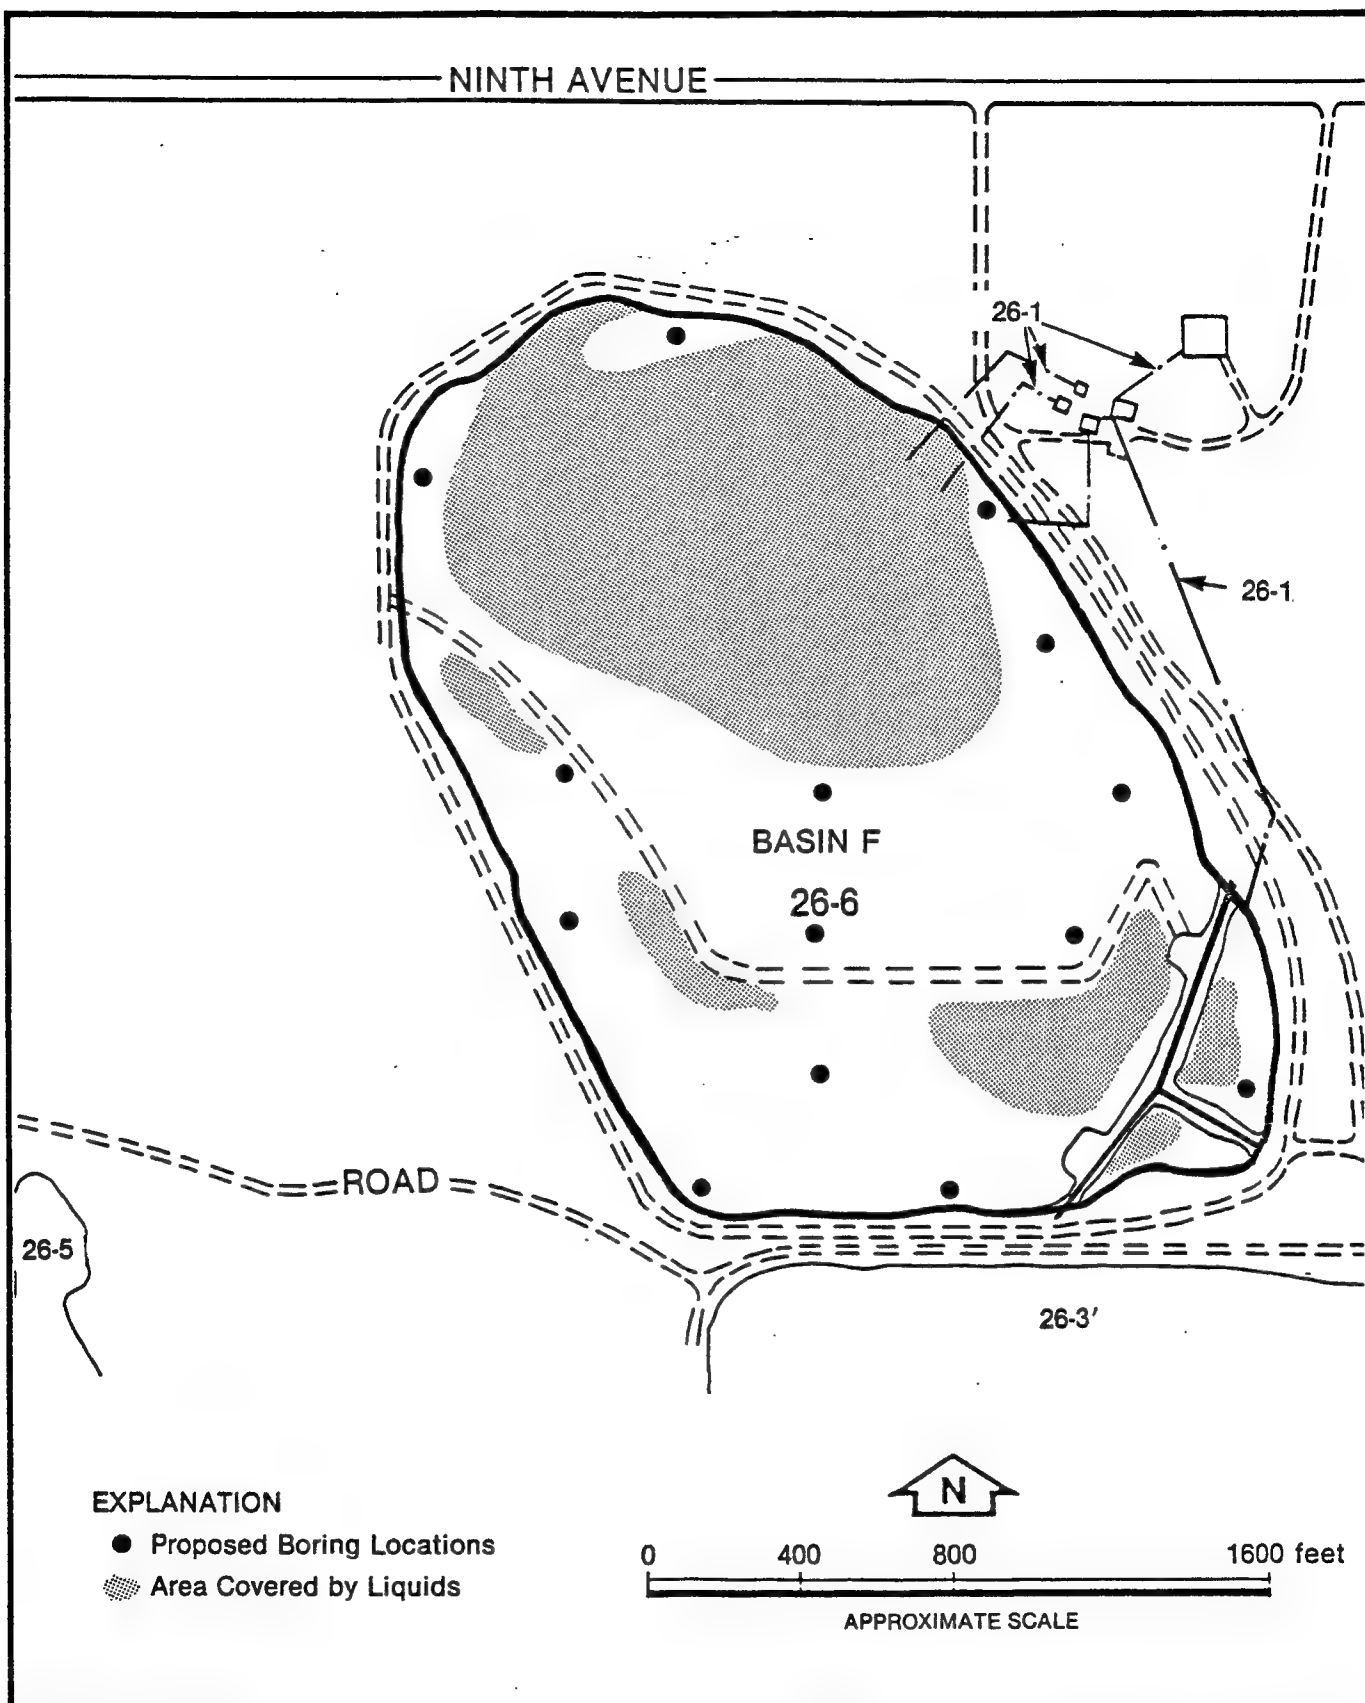 NINTH AVENUE
26-1
26-1
BASIN F
26-6
ROAD
26-5
26-3'
N
EXPLANATION
Proposed Boring Locations
Area Covered by Liquids
0 400 800 1600 feet
APPROXIMATE SCALE